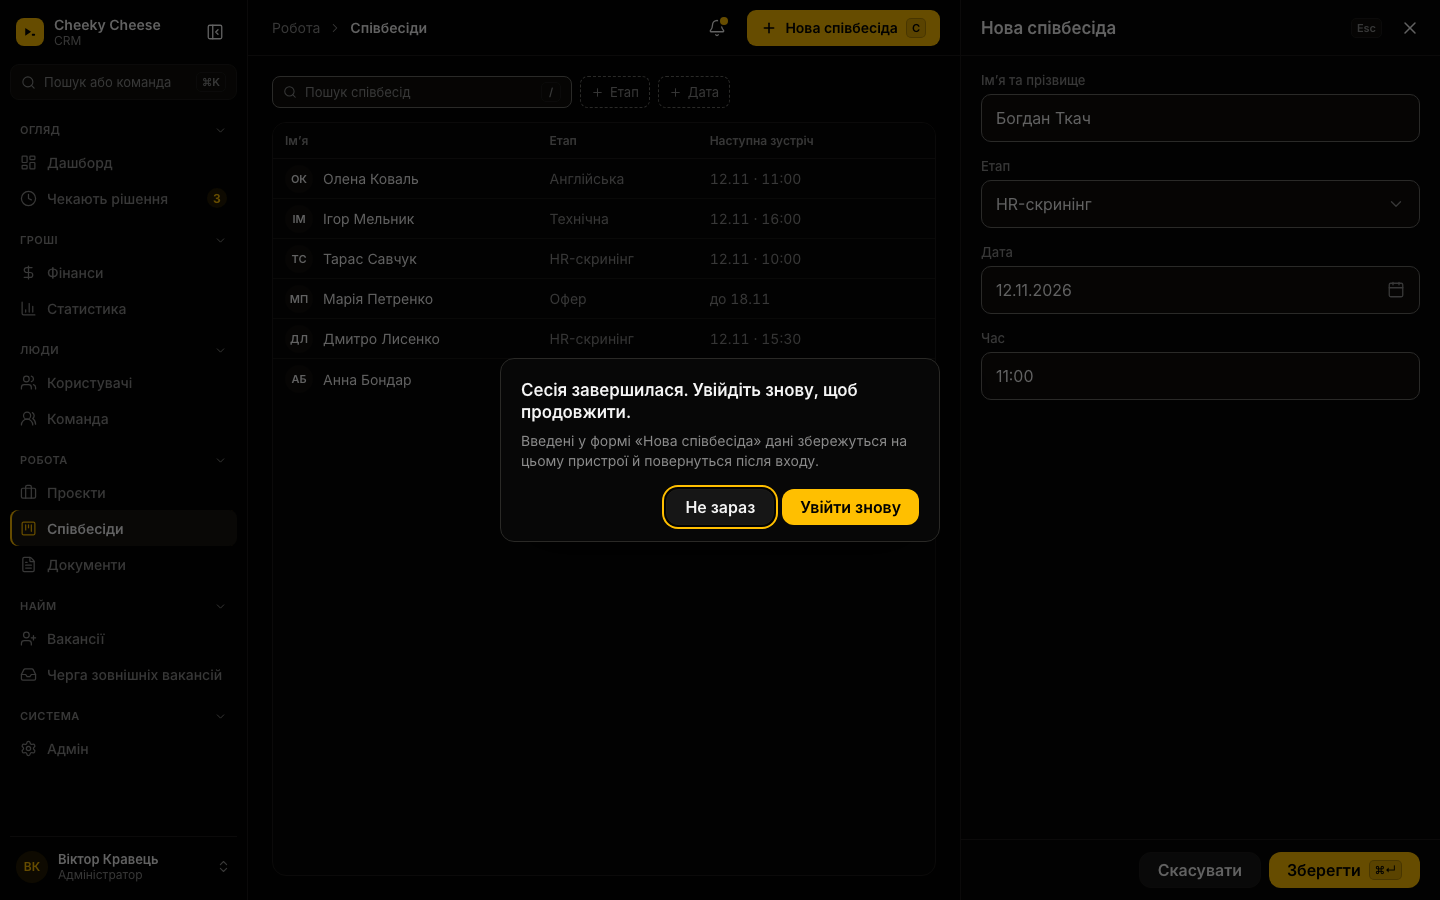 Cheeky Cheese
CRM
Пошук або команда ⌘K
ОГЛЯД
Дашборд
Чекають рішення 3
ГРОШІ
Фінанси
Статистика
ЛЮДИ
Користувачі
Команда
РОБОТА
Проєкти
Співбесіди
Документи
НАЙМ
Вакансії
Черга зовнішніх вакансій
СИСТЕМА
Адмін
ВК Віктор Кравець
Адміністратор
Робота Співбесіди
Нова співбесіда C
Пошук співбесід /
Етап
Дата
Ім’я Етап Наступна зустріч
ОК Олена Коваль Англійська 12.11 · 11:00
ІМ Ігор Мельник Технічна 12.11 · 16:00
ТС Тарас Савчук HR-скринінг 12.11 · 10:00
МП Марія Петренко Офер до 18.11
ДЛ Дмитро Лисенко HR-скринінг 12.11 · 15:30
АБ Анна Бондар
Сесія завершилася. Увійдіть знову, щоб
продовжити.
Введені у формі «Нова співбесіда» дані збережуться на
цьому пристрої й повернуться після входу.
Не зараз
Увійти знову
Нова співбесіда Esc
Ім’я та прізвище
Богдан Ткач
Етап
HR-скринінг
Дата
12.11.2026
Час
11:00
Скасувати
Зберегти ⌘↵